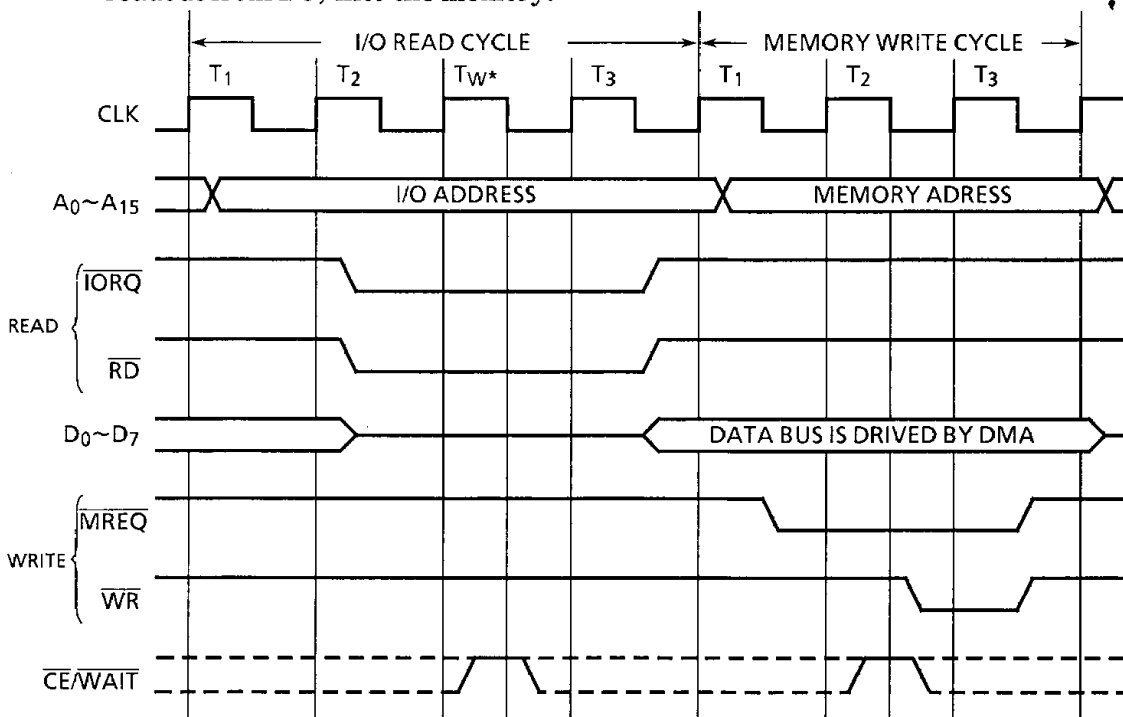 I/O READ CYCLE MEMORY WRITE CYCLE
T1 T2 TW* T3 T1 T2 T3
CLK
A0~A15 I/O ADDRESS MEMORY ADRESS
IORQ
READ
RD
D0~D7 DATA BUS IS DRIVED BY DMA
MREQ
WRITE
WR
CE/WAIT